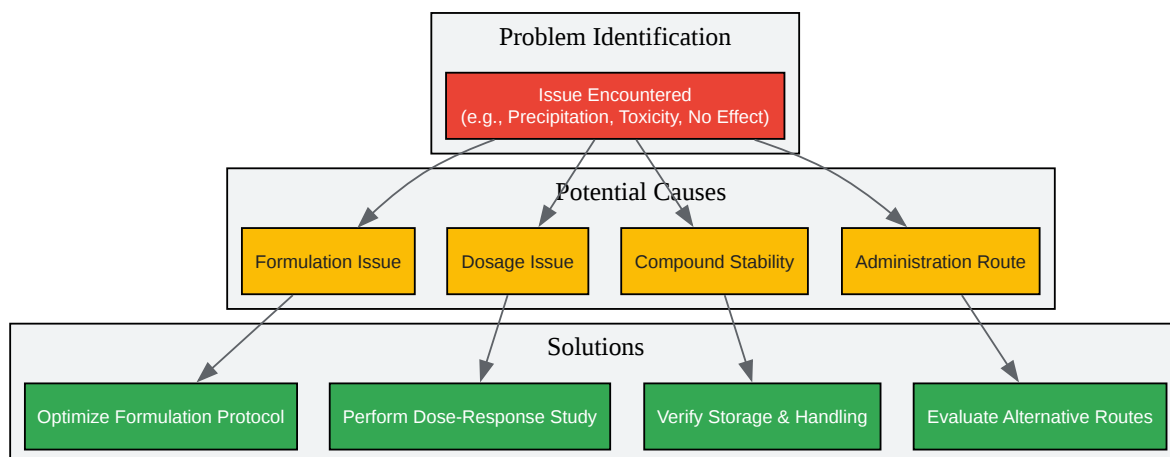 Problem Identification
Issue Encountered
(e.g., Precipitation, Toxicity, No Effect)
Potential Causes
Formulation Issue
Dosage Issue
Compound Stability
Administration Route
Solutions
Optimize Formulation Protocol
Perform Dose-Response Study
Verify Storage & Handling
Evaluate Alternative Routes